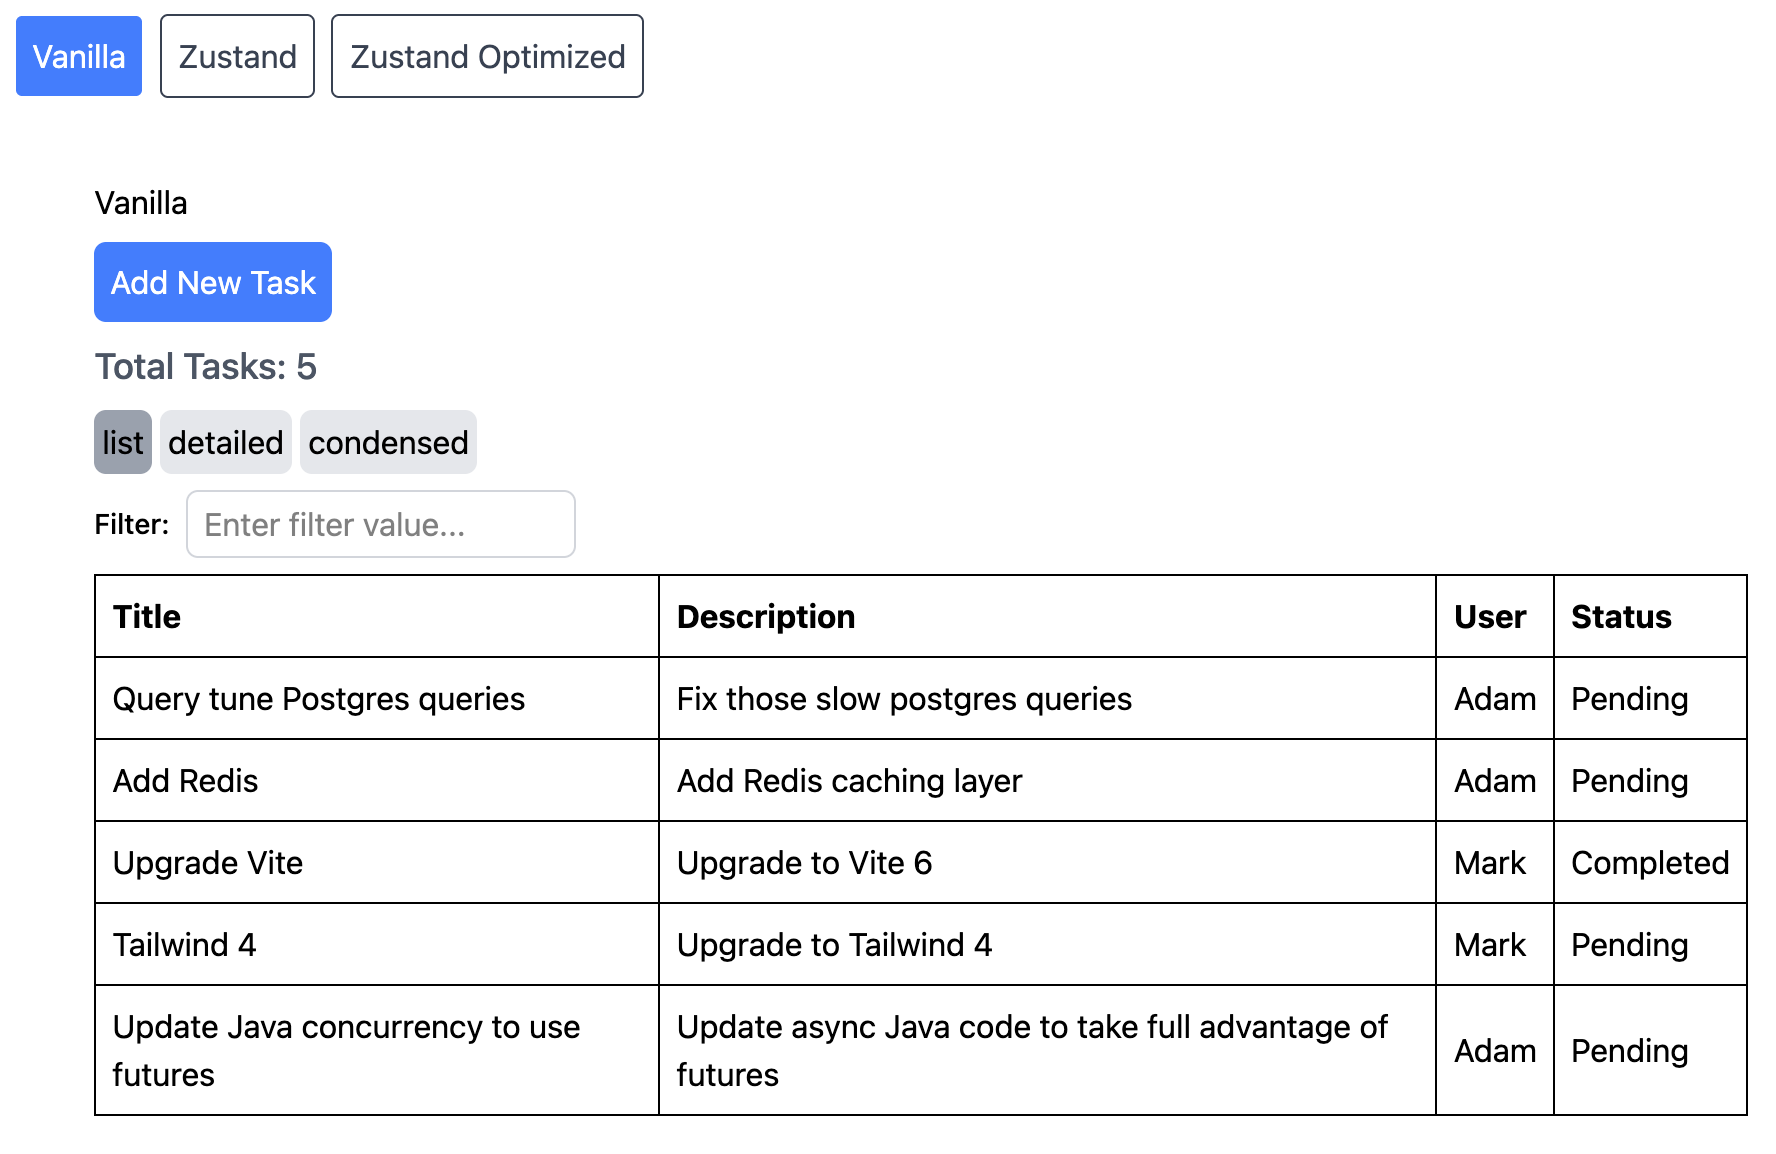 Vanilla Zustand Zustand Optimized
Vanilla
Add New Task
Total Tasks: 5
list detailed condensed
Filter: Enter filter value...
Title Description User Status
Query tune Postgres queries Fix those slow postgres queries Adam Pending
Add Redis Add Redis caching layer Adam Pending
Upgrade Vite Upgrade to Vite 6 Mark Completed
Tailwind 4 Upgrade to Tailwind 4 Mark Pending
Update Java concurrency to use
futures
Update async Java code to take full advantage of
futures
Adam Pending